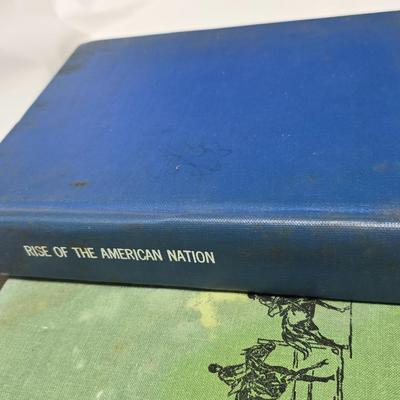 RISE OF THE AMERICAN NATION